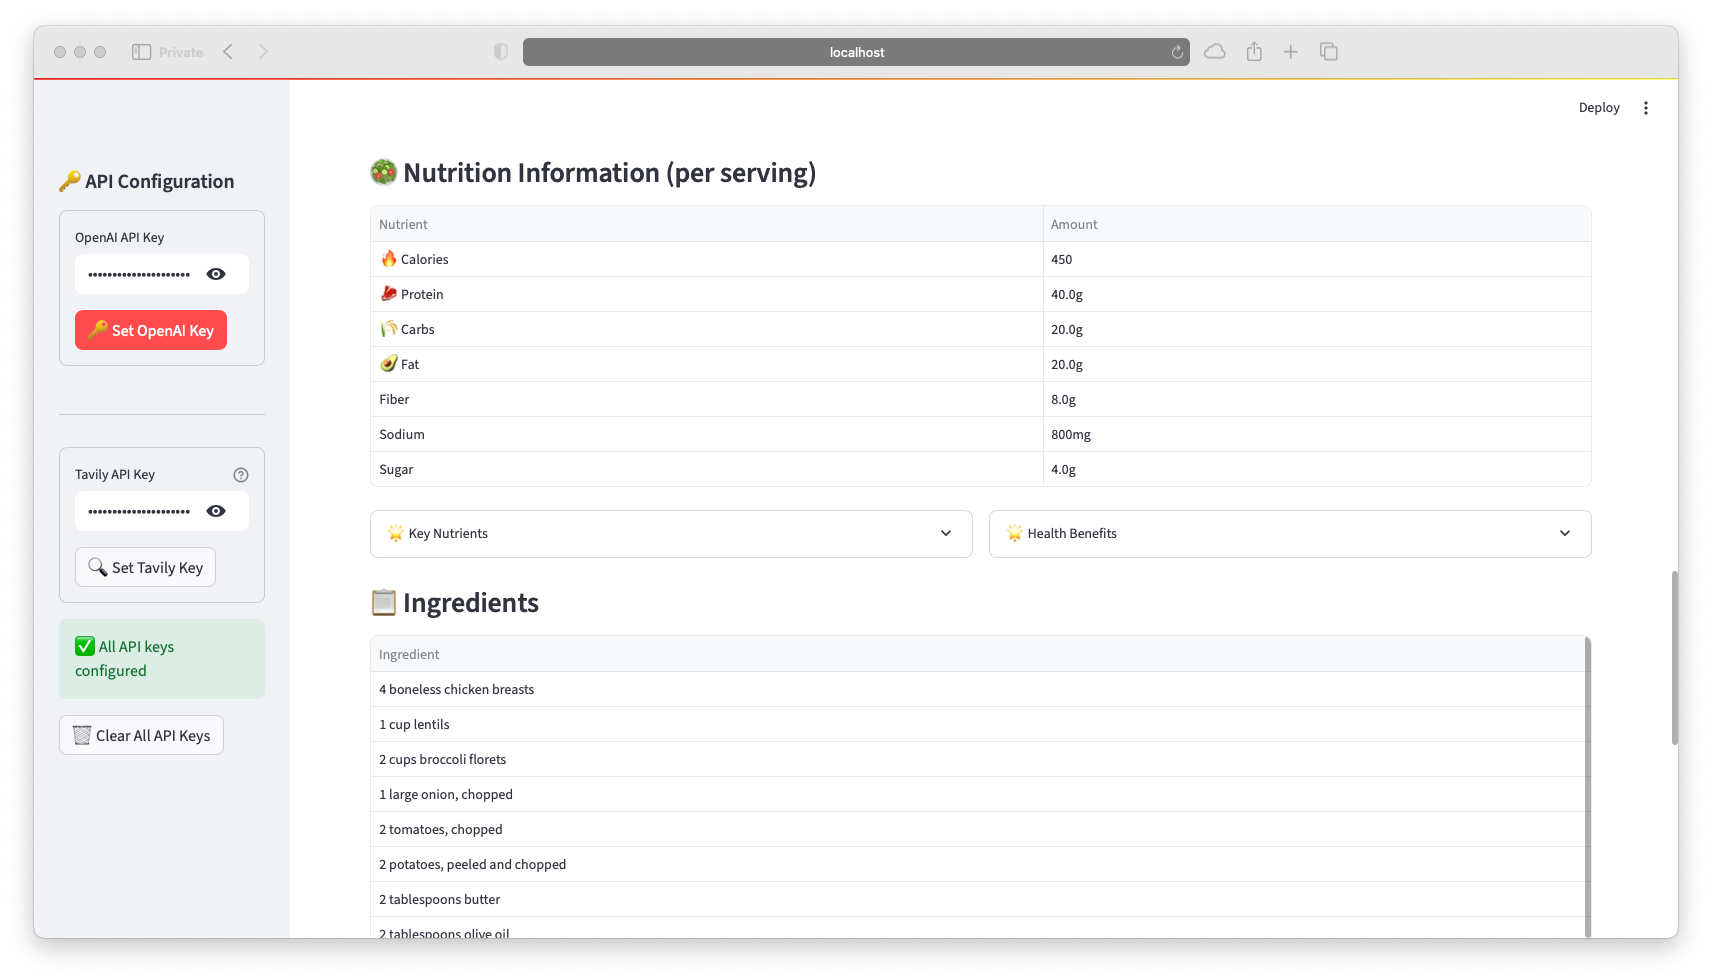 Private
localhost
Deploy
API Configuration
OpenAI API Key
Set OpenAI Key
Tavily API Key
Set Tavily Key
All API keys
configured
Clear All API Keys
Nutrition Information (per serving)
Nutrient Amount
Calories 450
Protein 40.0g
Carbs 20.0g
Fat 20.0g
Fiber 8.0g
Sodium 800mg
Sugar 4.0g
Key Nutrients
Health Benefits
Ingredients
Ingredient
4 boneless chicken breasts
1 cup lentils
2 cups broccoli florets
1 large onion, chopped
2 tomatoes, chopped
2 potatoes, peeled and chopped
2 tablespoons butter
2 tablespoons olive oil